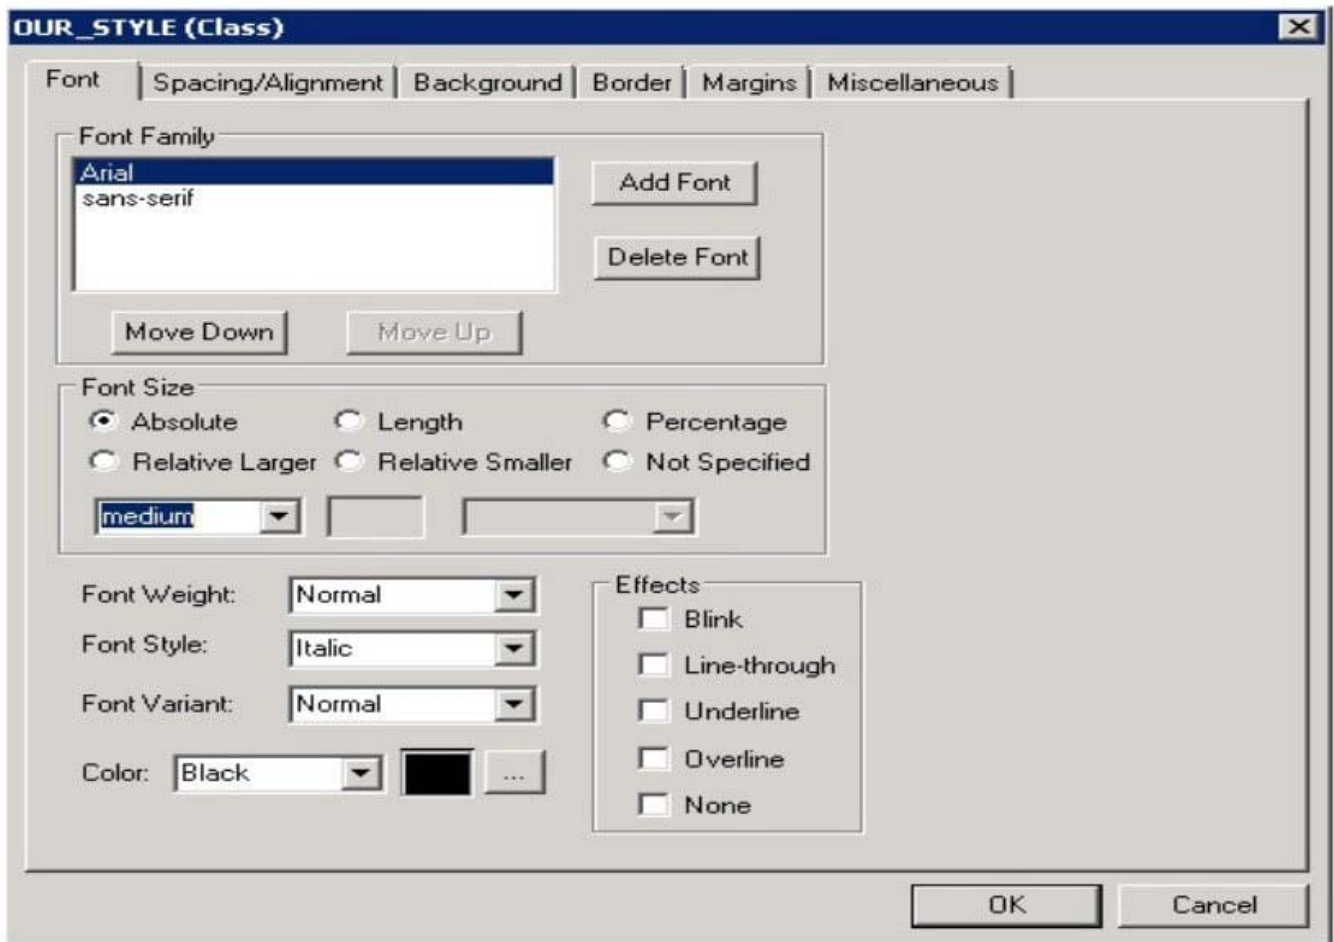 OUR_STYLE (Class)
Font Spacing/Alignment Background Border Margins Miscellaneous
Font Family
Arial
sans-serif
Add Font
Delete Font
Move Down Move Up
Font Size
Absolute Length Percentage
Relative Larger Relative Smaller Not Specified
medium
Font Weight: Normal
Font Style: Italic
Font Variant: Normal
Color: Black ...
Effects
Blink
Line-through
Underline
Overline
None
OK Cancel